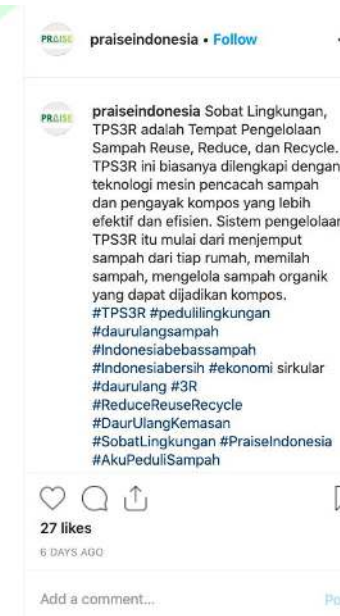 PRAISE praiseindonesia • Follow
PRAISE praiseindonesia Sobat Lingkungan,
TPS3R adalah Tempat Pengelolaan
Sampah Reuse, Reduce, dan Recycle.
TPS3R ini biasanya dilengkapi dengan
teknologi mesin pencacah sampah
dan pengayak kompos yang lebih
efektif dan efisien. Sistem pengelolaan
TPS3R itu mulai dari menjemput
sampah dari tiap rumah, memilah
sampah, mengelola sampah organik
yang dapat dijadikan kompos.
#TPS3R #pedulilingkungan
#daurulangsampah
#Indonesiabebassampah
#Indonesiabersih #ekonomi sirkular
#daurulang #3R
#ReduceReuseRecycle
#DaurUlangKemasan
#SobatLingkungan #PraiseIndonesia
#AkuPeduliSampah
27 likes
6 DAYS AGO
Add a comment...